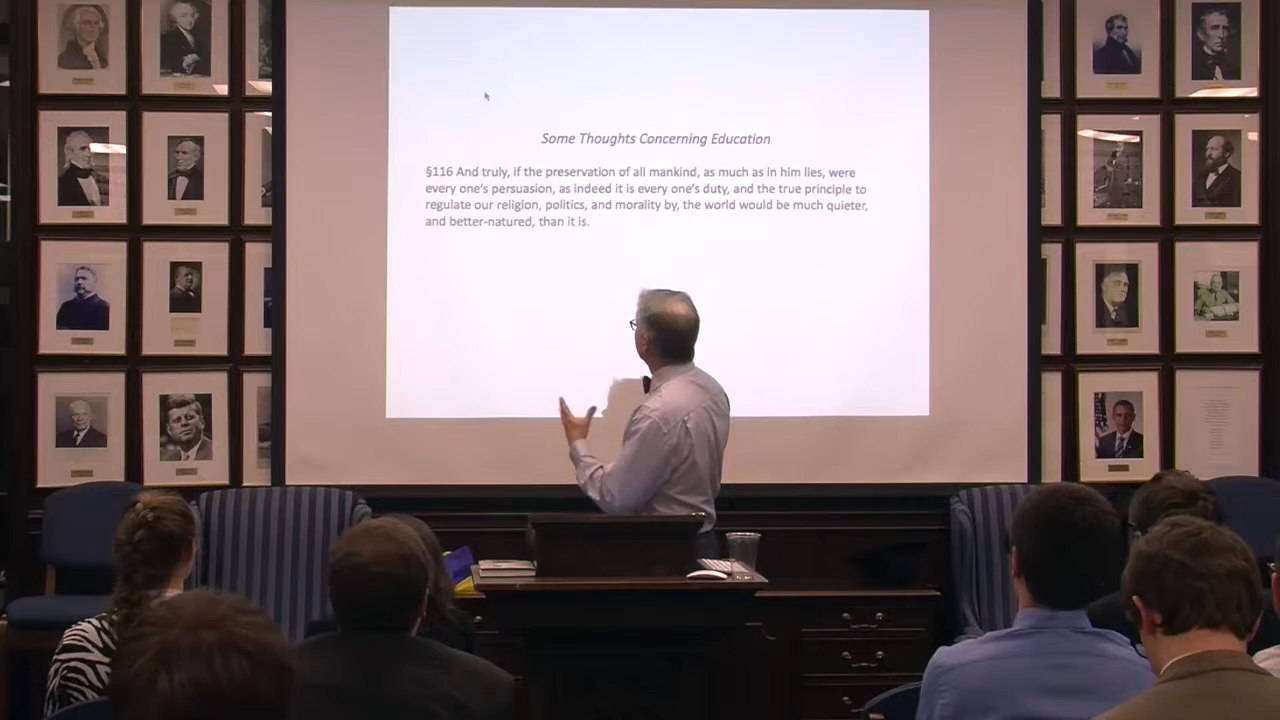 Some Thoughts Concerning Education
§116 And truly, if the preservation of all mankind, as much as in him lies, were
every one's persuasion, as indeed it is every one's duty, and the true principle to
regulate our religion, politics, and morality by, the world would be much quieter,
and better-natured, than it is.